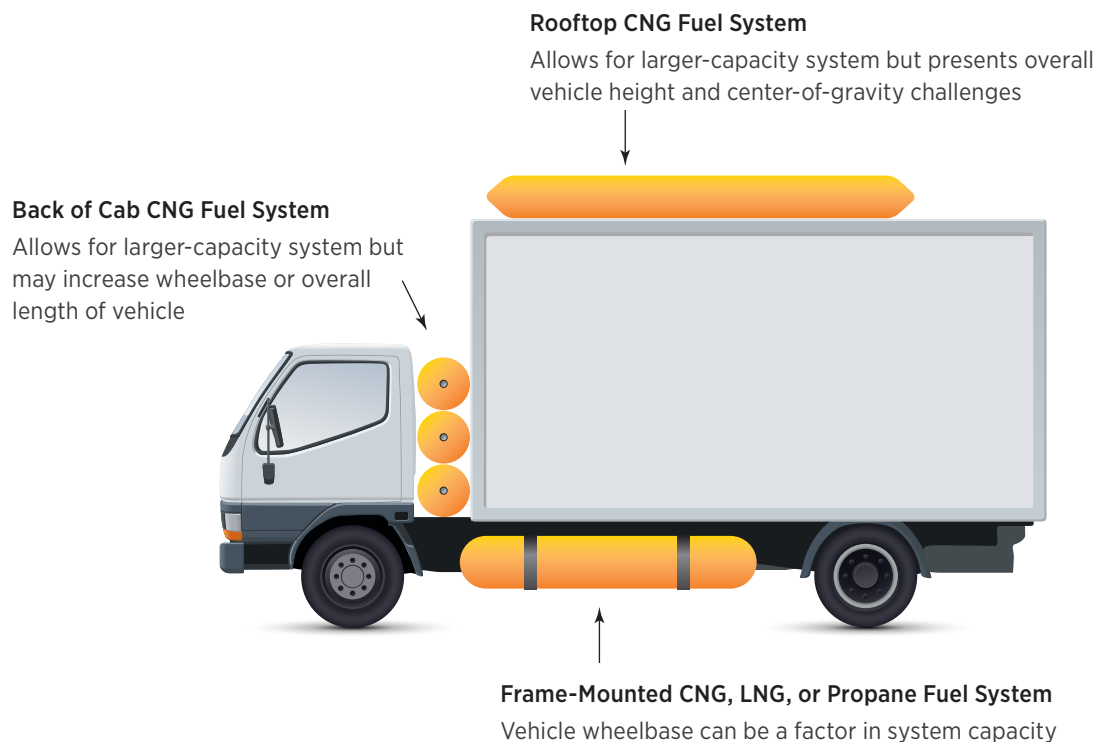 Rooftop CNG Fuel System
Allows for larger-capacity system but presents overall
vehicle height and center-of-gravity challenges
Back of Cab CNG Fuel System
Allows for larger-capacity system but
may increase wheelbase or overall
length of vehicle
Frame-Mounted CNG, LNG, or Propane Fuel System
Vehicle wheelbase can be a factor in system capacity